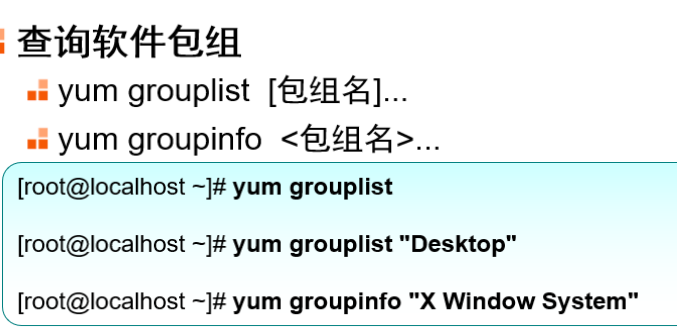 查询软件包组
yum grouplist [包组名]...
yum groupinfo <包组名>...
[root@localhost ~]# yum grouplist
[root@localhost ~]# yum grouplist "Desktop"
[root@localhost ~]# yum groupinfo "X Window System"